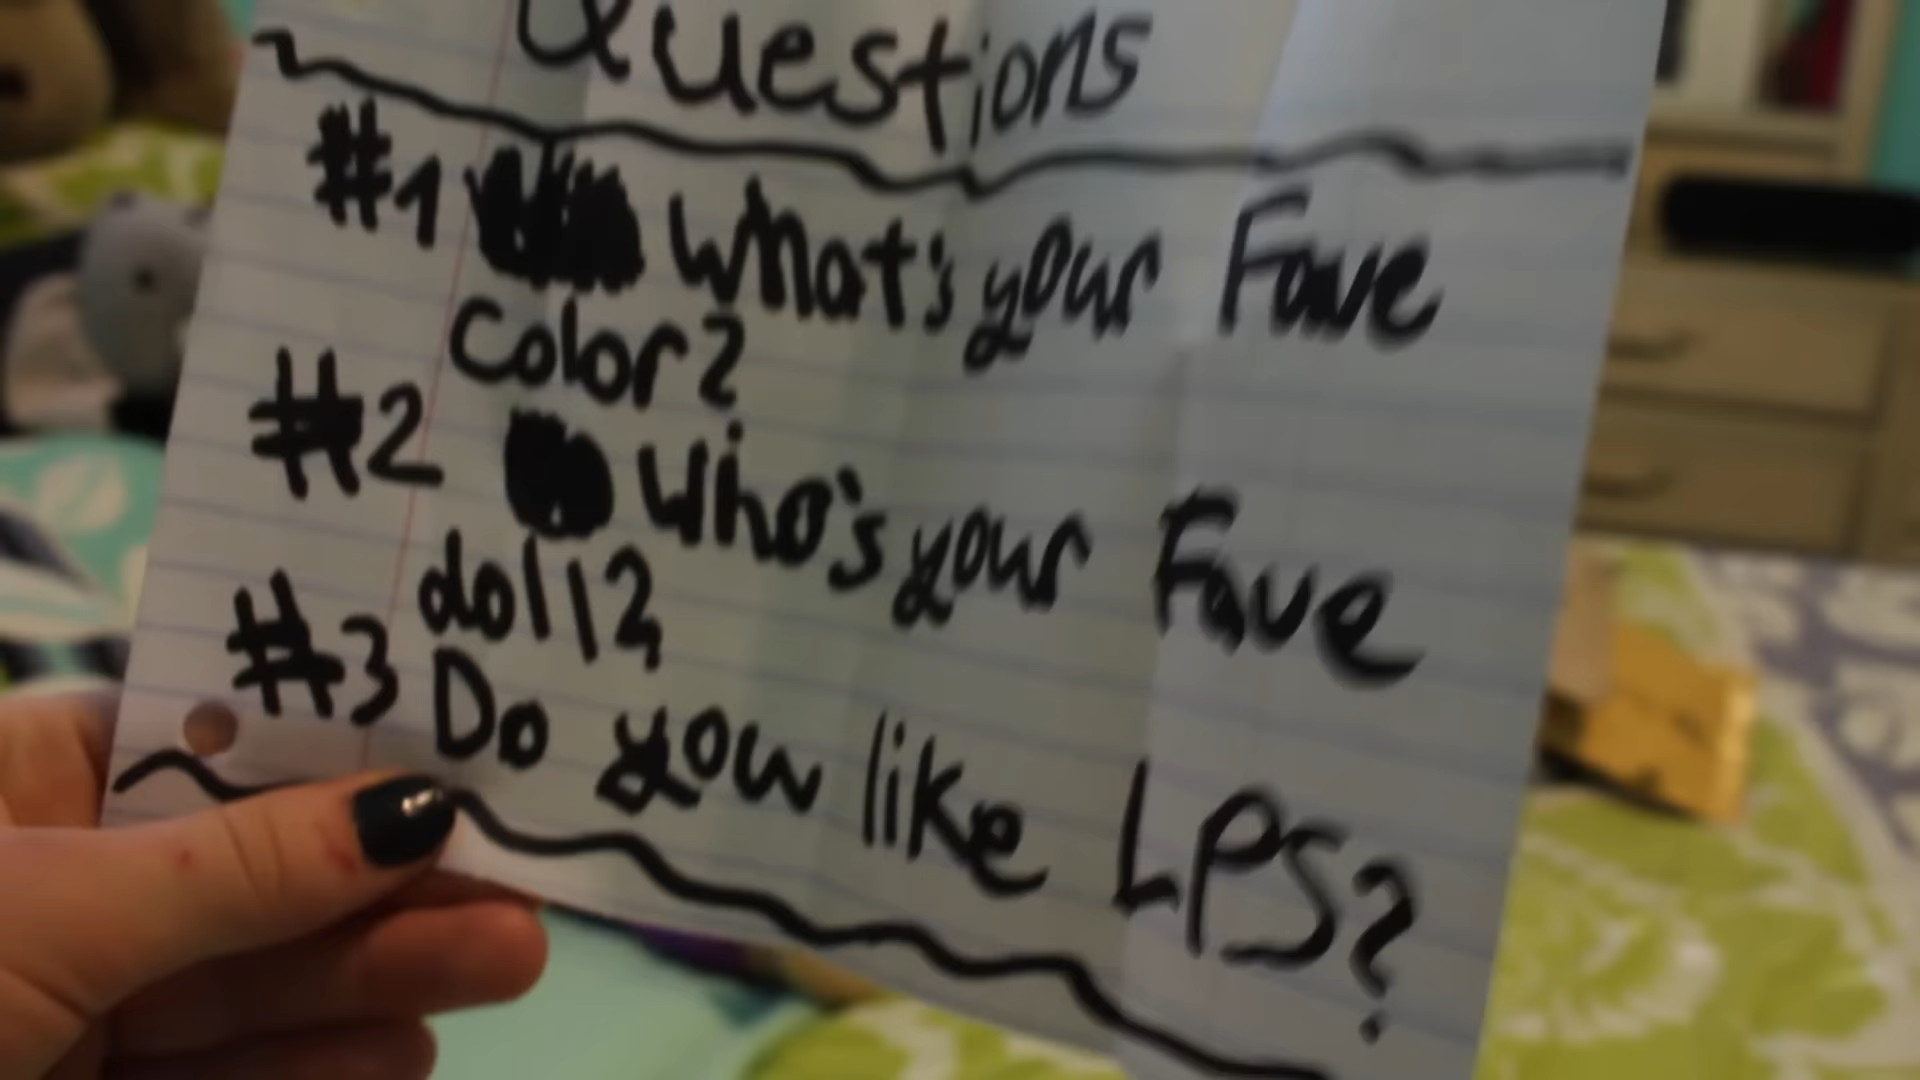 Questions
#1 What's your Fave
Color?
#2 Who's your Fave
doll?
#3 Do you like LPS?